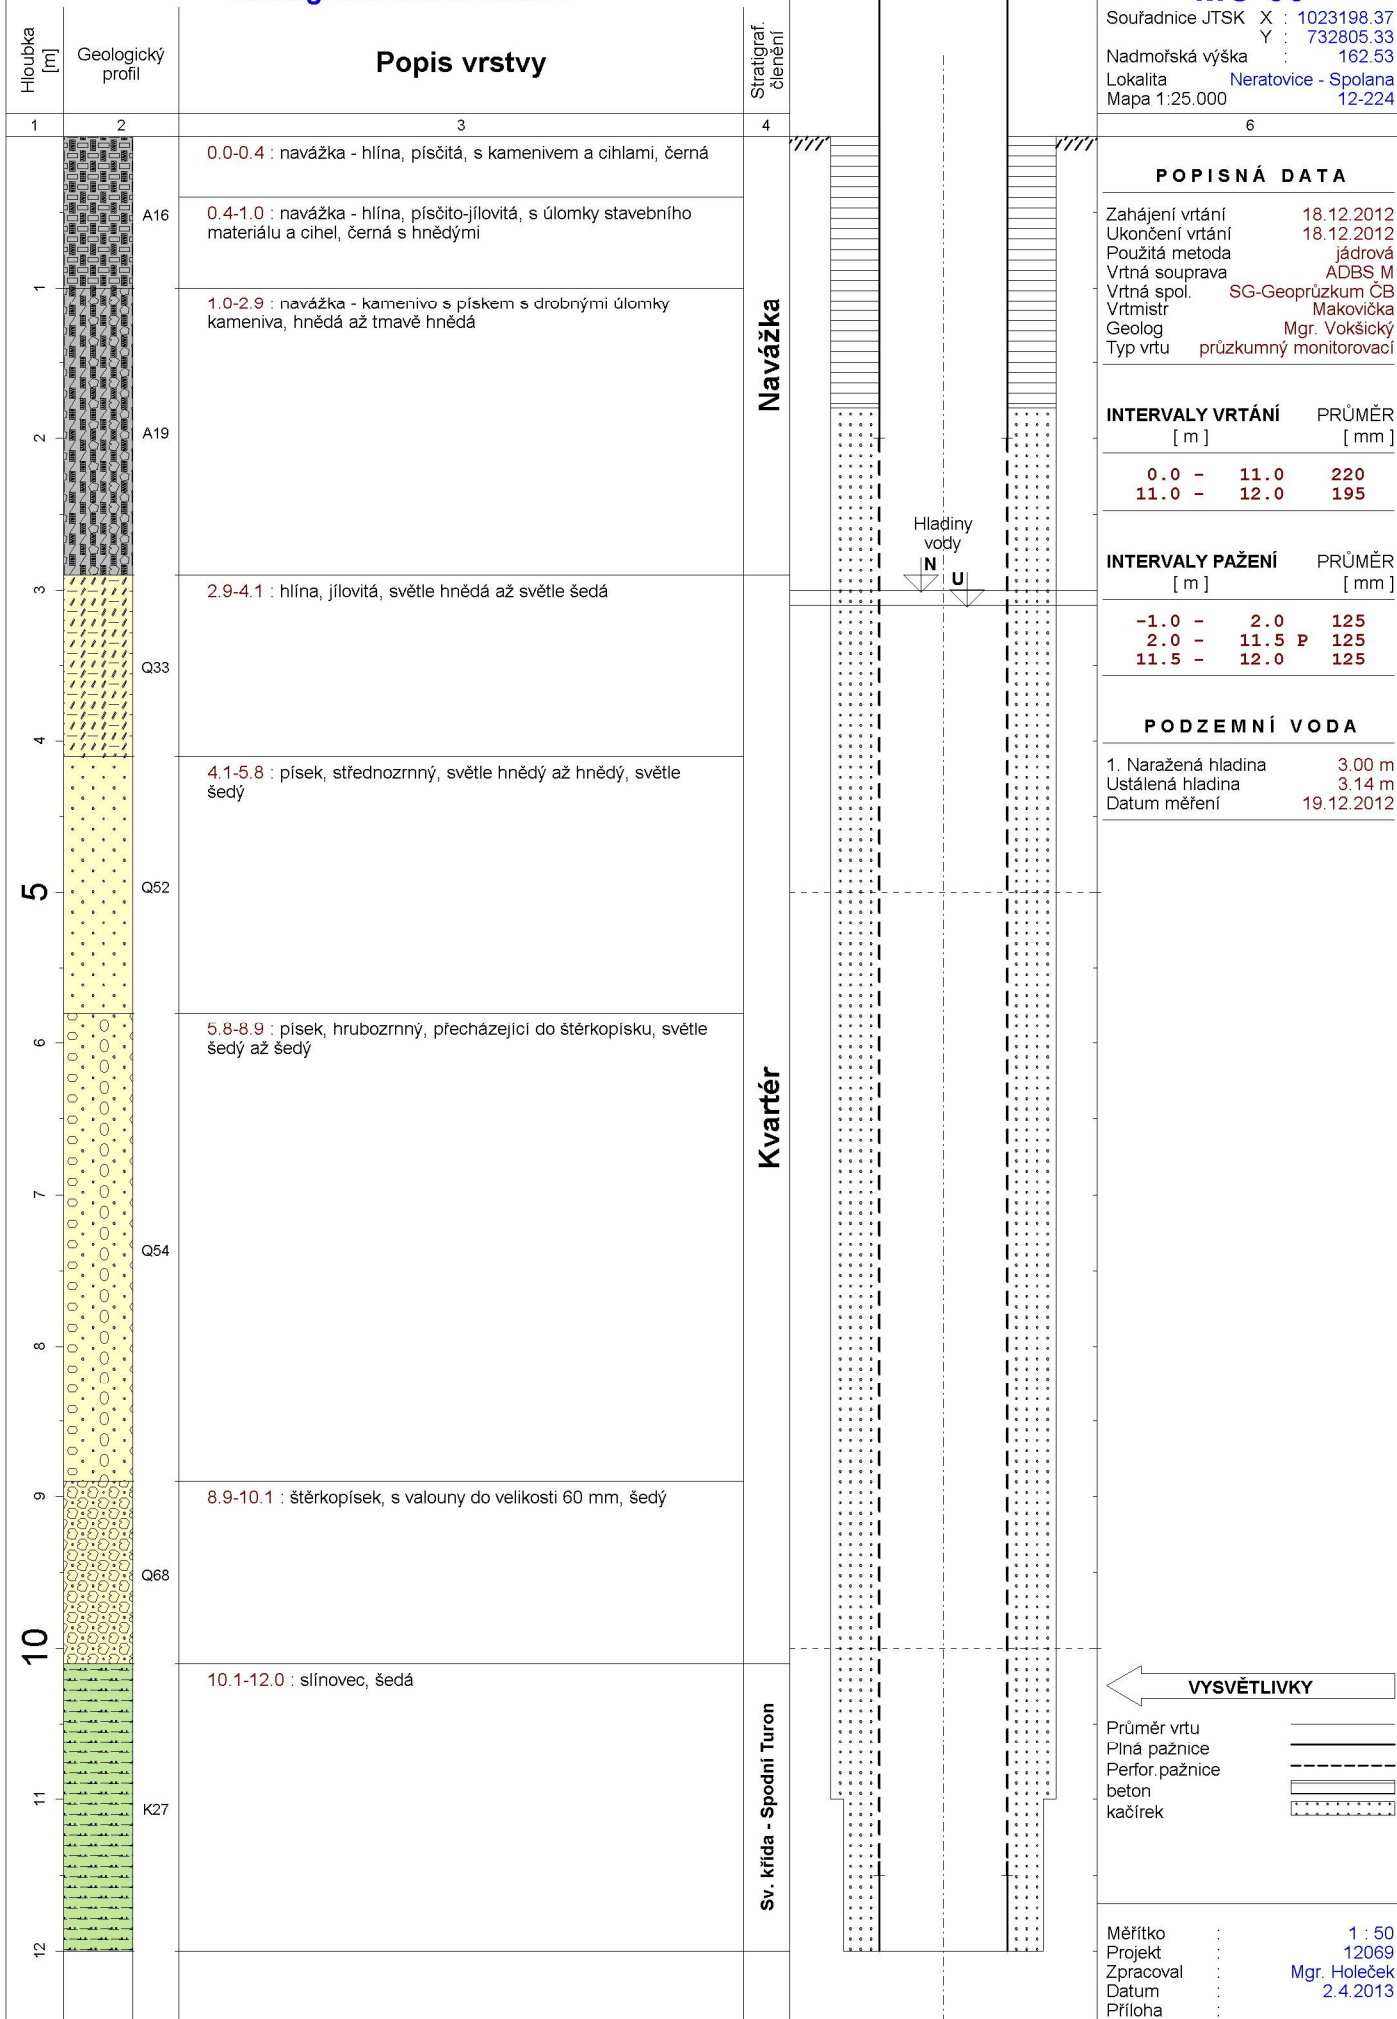 Hloubka
[m]
Geologický
profil
Popis vrstvy
Stratigraf.
členění
Souřadnice JTSK X : 1023198.37
Y : 732805.33
Nadmořská výška : 162.53
Lokalita Neratovice - Spolana
Mapa 1:25.000 12-224
1 2 3 4 6
0.0-0.4 : navážka - hlína, písčitá, s kamenivem a cihlami, černá
A16
0.4-1.0 : navážka - hlína, písčito-jílovitá, s úlomky stavebního
materiálu a cihel, černá s hnědými
1
1.0-2.9 : navážka - kamenivo s pískem s drobnými úlomky
kameniva, hnědá až tmavě hnědá
2
A19
Navážka
2.9-4.1 : hlína, jílovitá, světle hnědá až světle šedá
3
Q33
4
4.1-5.8 : písek, střednozrnný, světle hnědý až hnědý, světle
šedý
5
Q52
5.8-8.9 : písek, hrubozrnný, přecházející do štěrkopísku, světle
šedý až šedý
6
Kvartér
7
Q54
8
8.9-10.1 : štěrkopísek, s valouny do velikosti 60 mm, šedý
9
Q68
10
10.1-12.0 : slínovec, šedá
11
K27
Sv. křída - Spodní Turon
12
Hladiny
vody
N
U
POPISNÁ DATA
Zahájení vrtání 18.12.2012
Ukončení vrtání 18.12.2012
Použitá metoda jádrová
Vrtná souprava ADBS M
Vrtná spol. SG-Geoprůzkum ČB
Vrtmistr Makovička
Geolog Mgr. Vokšický
Typ vrtu průzkumný monitorovací
INTERVALY VRTÁNÍ PRŮMĚR
[ m ] [ mm ]
0.0 - 11.0 220
11.0 - 12.0 195
INTERVALY PAŽENÍ PRŮMĚR
[ m ] [ mm ]
-1.0 - 2.0 125
2.0 - 11.5 P 125
11.5 - 12.0 125
PODZEMNÍ VODA
1. Naražená hladina 3.00 m
Ustálená hladina 3.14 m
Datum měření 19.12.2012
VYSVĚTLIVKY
Průměr vrtu
Plná pažnice
Perfor.pažnice
beton
kačírek
Měřítko : 1 : 50
Projekt : 12069
Zpracoval : Mgr. Holeček
Datum : 2.4.2013
Příloha :